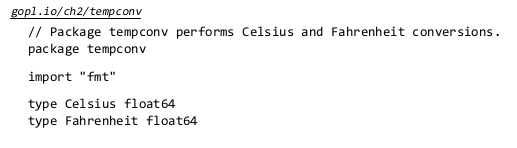 gopl.io/ch2/tempconv
// Package tempconv performs Celsius and Fahrenheit conversions.
package tempconv
import "fmt"
type Celsius float64
type Fahrenheit float64